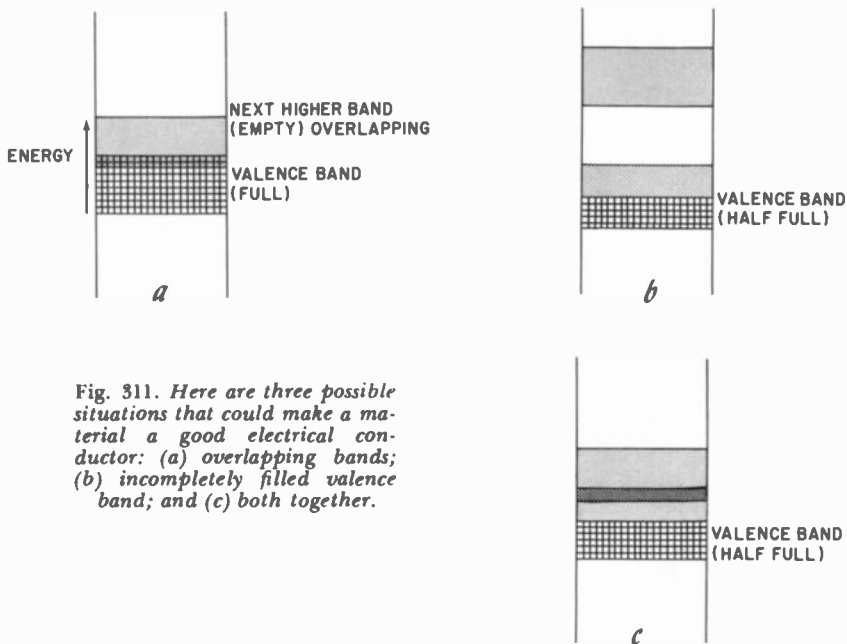 NEXT HIGHER BAND
(EMPTY) OVERLAPPING
ENERGY
VALENCE BAND
(FULL)
a
VALENCE BAND
(HALF FULL)
b
Fig. 311. Here are three possible
situations that could make a ma-
terial a good electrical con-
ductor: (a) overlapping bands;
(b) incompletely filled valence
band; and (c) both together.
VALENCE BAND
(HALF FULL)
c